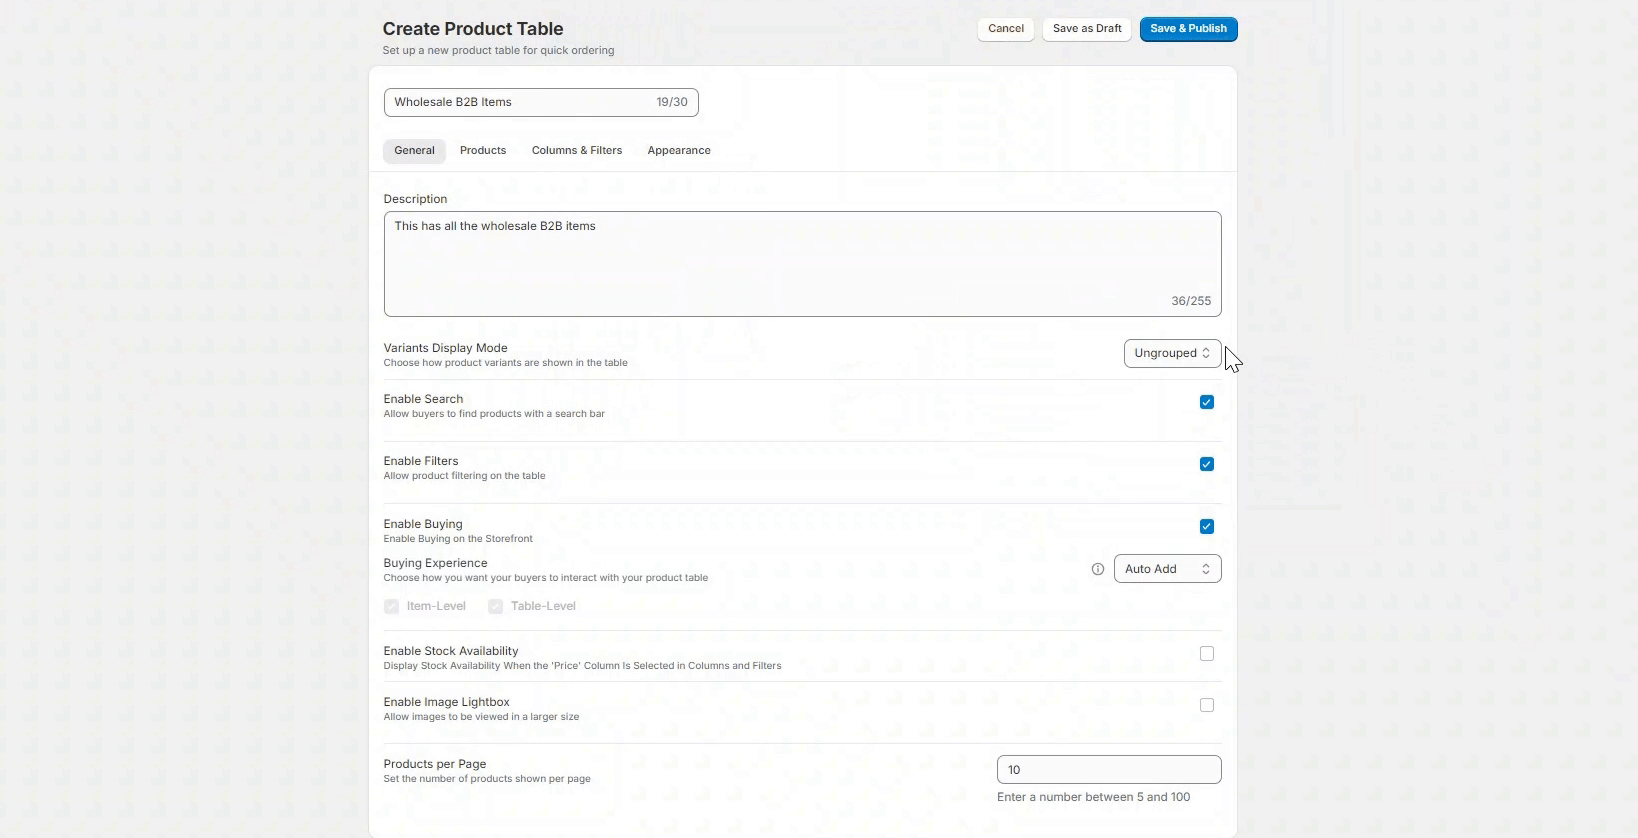 Create Product Table
Set up a new product table for quick ordering
Cancel
Save as Draft
Save & Publish
Wholesale B2B Items 19/30
General Products Columns & Filters Appearance
Description
This has all the wholesale B2B items
36/255
Variants Display Mode
Choose how product variants are shown in the table
Ungrouped
Enable Search
Allow buyers to find products with a search bar
Enable Filters
Allow product filtering on the table
Enable Buying
Enable Buying on the Storefront
Buying Experience
Choose how you want your buyers to interact with your product table
Auto Add
Item-Level Table-Level
Enable Stock Availability
Display Stock Availability When the 'Price' Column Is Selected in Columns and Filters
Enable Image Lightbox
Allow images to be viewed in a larger size
Products per Page
Set the number of products shown per page
10
Enter a number between 5 and 100